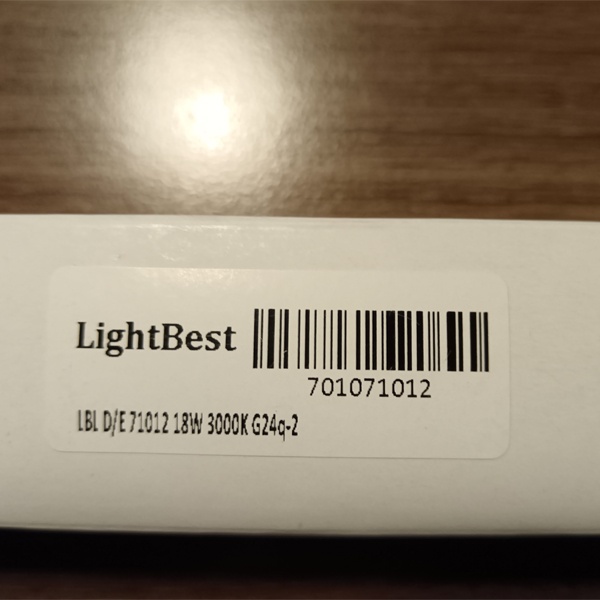 LightBest
701071012
LBL D/E 71012 18W 3000K G24q-2